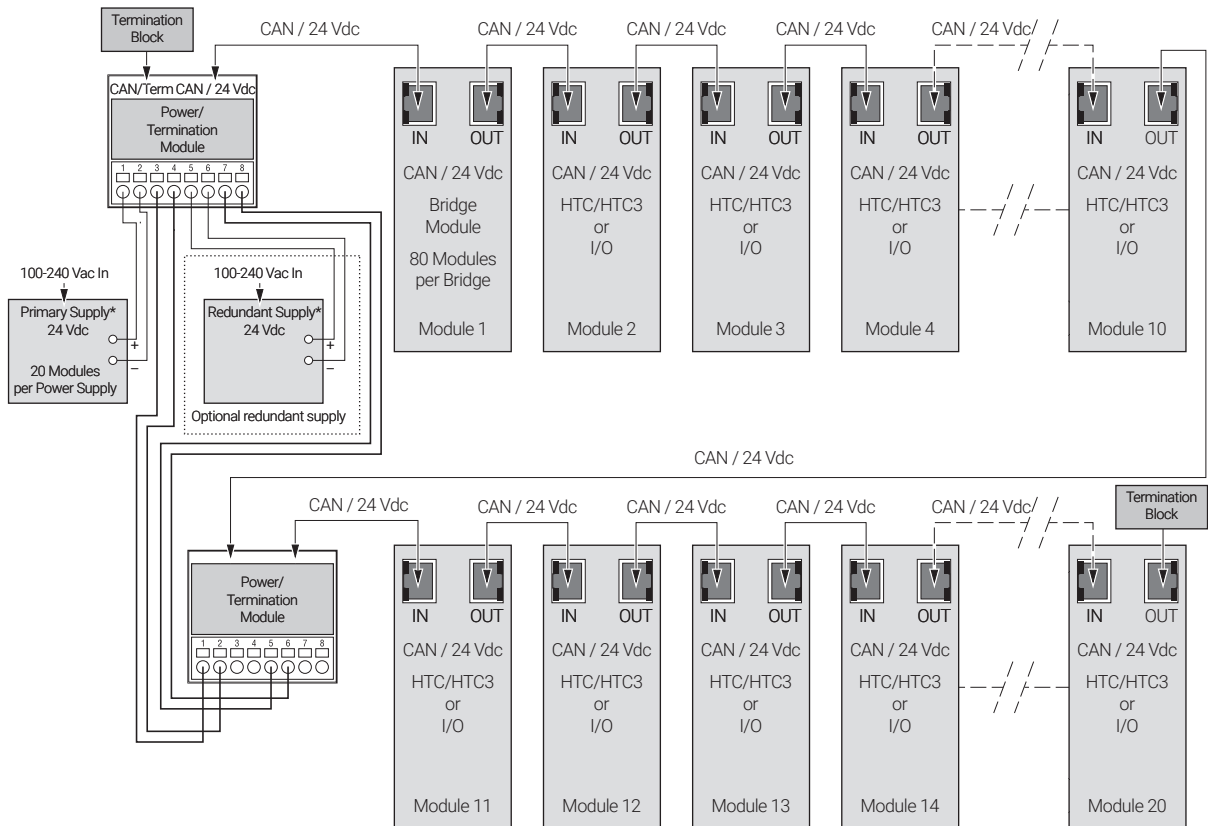 Termination
Block
CAN / 24 Vdc
CAN / 24 Vdc
CAN / 24 Vdc
CAN / 24 Vdc
CAN / 24 Vdc
CAN/Term CAN / 24 Vdc
Power/
Termination
Module
1 2 3 4 5 6 7 8
IN OUT
CAN / 24 Vdc
Bridge
Module
80 Modules
per Bridge
Module 1
IN OUT
CAN / 24 Vdc
HTC/HTC3
or
I/O
Module 2
IN OUT
CAN / 24 Vdc
HTC/HTC3
or
I/O
Module 3
IN OUT
CAN / 24 Vdc
HTC/HTC3
or
I/O
Module 4
IN OUT
CAN / 24 Vdc
HTC/HTC3
or
I/O
Module 10
100-240 Vac In
Primary Supply*
24 Vdc
+
–
20 Modules
per Power Supply
100-240 Vac In
Redundant Supply*
24 Vdc
+
–
Optional redundant supply
CAN / 24 Vdc
CAN / 24 Vdc
CAN / 24 Vdc
CAN / 24 Vdc
CAN / 24 Vdc
CAN / 24 Vdc
Termination
Block
Power/
Termination
Module
1 2 3 4 5 6 7 8
IN OUT
CAN / 24 Vdc
HTC/HTC3
or
I/O
Module 11
IN OUT
CAN / 24 Vdc
HTC/HTC3
or
I/O
Module 12
IN OUT
CAN / 24 Vdc
HTC/HTC3
or
I/O
Module 13
IN OUT
CAN / 24 Vdc
HTC/HTC3
or
I/O
Module 14
IN OUT
CAN / 24 Vdc
HTC/HTC3
or
I/O
Module 20